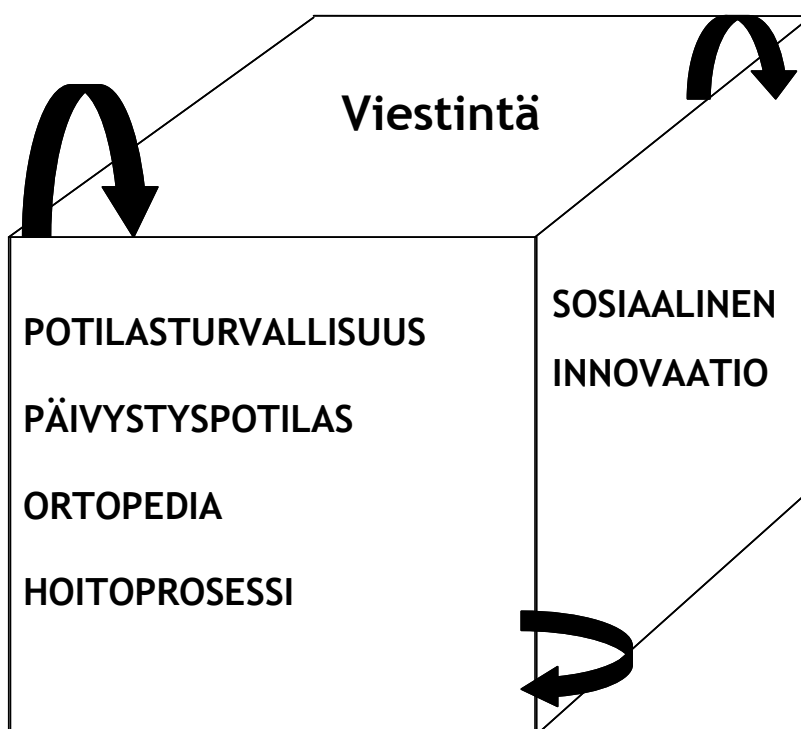 Viestintä
POTILASTURVALLISUUS
PÄIVYSTYSPOTILAS
ORTOPEDIA
HOITOPROSESSI
SOSIAALINEN
INNOVAATIO